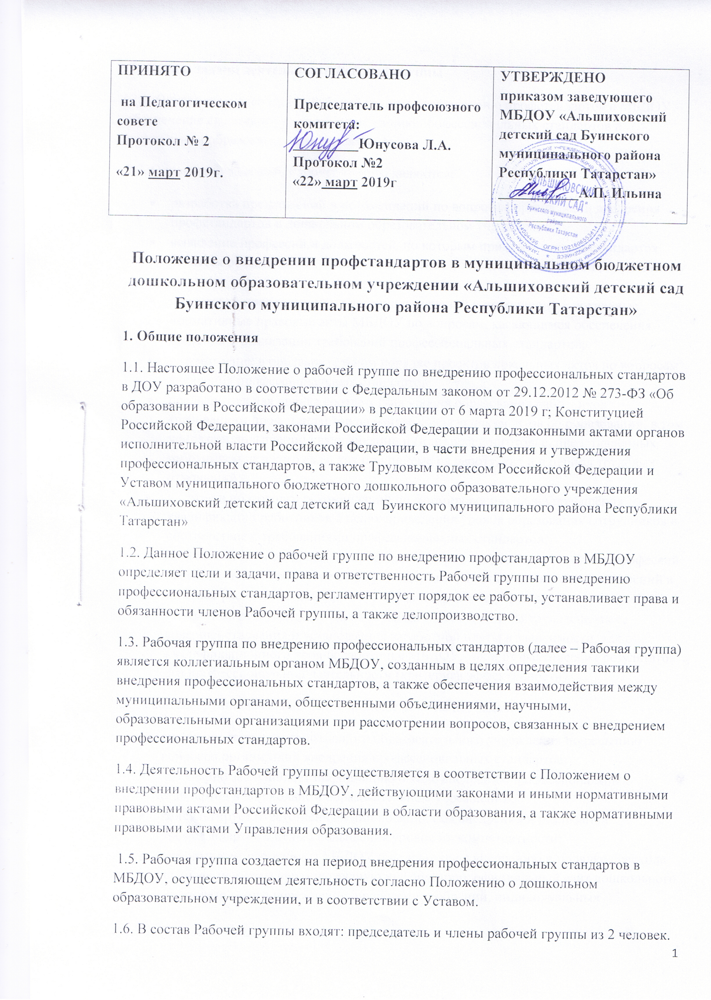 ПРИНЯТО
на Педагогическом
совете
Протокол № 2
«21» март 2019г.
СОГЛАСОВАНО
Председатель профсоюзного
комитета:
Юнусова Л.А.
Протокол №2
«22» март 2019г
УТВЕРЖДЕНО
приказом заведующего
МБДОУ «Альшиховский
детский сад Буинского
муниципального района
Республики Татарстан»
А.П. Ильина
"АЛЬШИХОВСКИЙ
ДЕТСКИЙ САД"
Буинского муниципального
района
Республики Татарстан
Положение о внедрении профстандартов в муниципальном бюджетном
дошкольном образовательном учреждении «Альшиховский детский сад
Буинского муниципального района Республики Татарстан»
1. Общие положения
1.1. Настоящее Положение о рабочей группе по внедрению профессиональных стандартов
в ДОУ разработано в соответствии с Федеральным законом от 29.12.2012 № 273-ФЗ «Об
образовании в Российской Федерации» в редакции от 6 марта 2019 г; Конституцией
Российской Федерации, законами Российской Федерации и подзаконными актами органов
исполнительной власти Российской Федерации, в части внедрения и утверждения
профессиональных стандартов, а также Трудовым кодексом Российской Федерации и
Уставом муниципального бюджетного дошкольного образовательного учреждения
«Альшиховский детский сад детский сад Буинского муниципального района Республики
Татарстан»
1.2. Данное Положение о рабочей группе по внедрению профстандартов в МБДОУ
определяет цели и задачи, права и ответственность Рабочей группы по внедрению
профессиональных стандартов, регламентирует порядок ее работы, устанавливает права и
обязанности членов Рабочей группы, а также делопроизводство.
1.3. Рабочая группа по внедрению профессиональных стандартов (далее – Рабочая группа)
является коллегиальным органом МБДОУ, созданным в целях определения тактики
внедрения профессиональных стандартов, а также обеспечения взаимодействия между
муниципальными органами, общественными объединениями, научными,
образовательными организациями при рассмотрении вопросов, связанных с внедрением
профессиональных стандартов.
1.4. Деятельность Рабочей группы осуществляется в соответствии с Положением о
внедрении профстандартов в МБДОУ, действующими законами и иными нормативными
правовыми актами Российской Федерации в области образования, а также нормативными
правовыми актами Управления образования.
1.5. Рабочая группа создается на период внедрения профессиональных стандартов в
МБДОУ, осуществляющем деятельность согласно Положению о дошкольном
образовательном учреждении, и в соответствии с Уставом.
1.6. В состав Рабочей группы входят: председатель и члены рабочей группы из 2 человек.
1